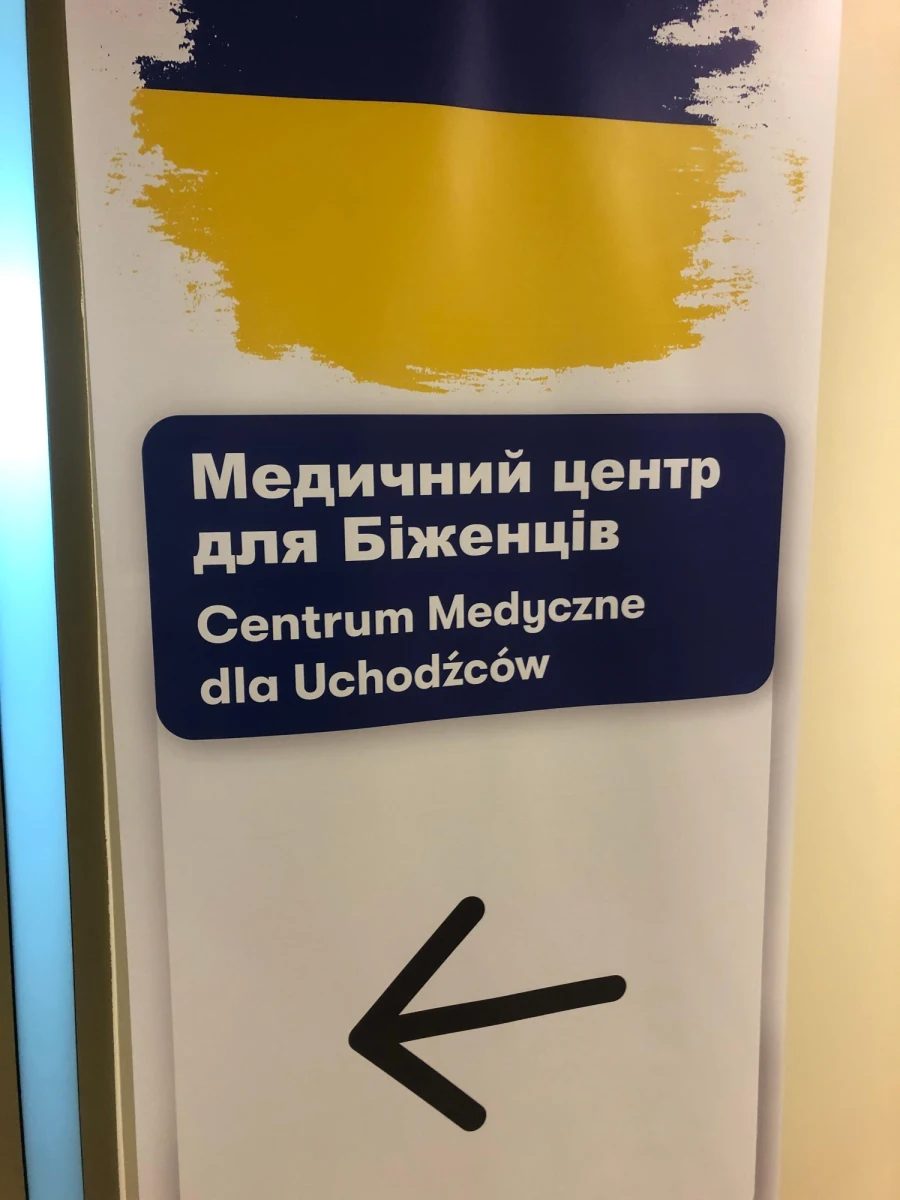 Медичний центр
для Біженців
Centrum Medyczne
dla Uchodźców